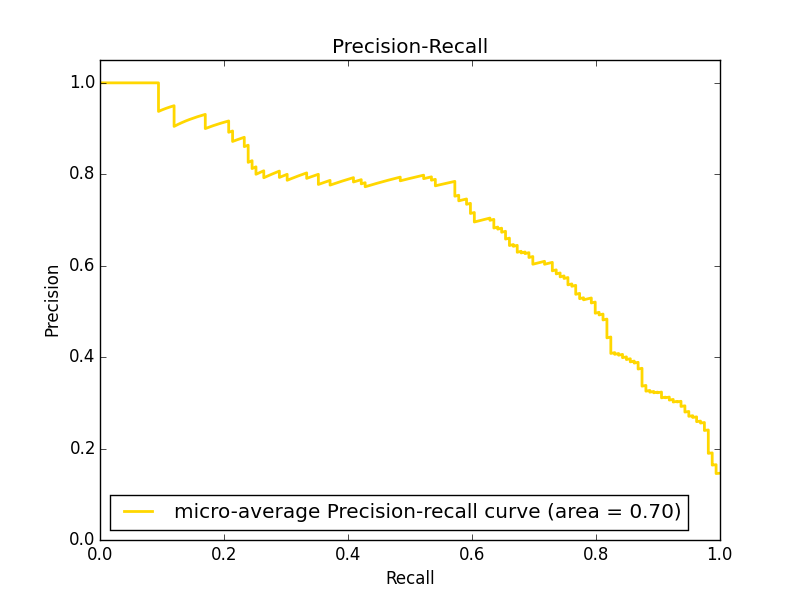 Precision-Recall
1.0
0.8
0.6
0.4
0.2
0.0
Precision
micro-average Precision-recall curve (area = 0.70)
0.0 0.2 0.4 0.6 0.8 1.0
Recall